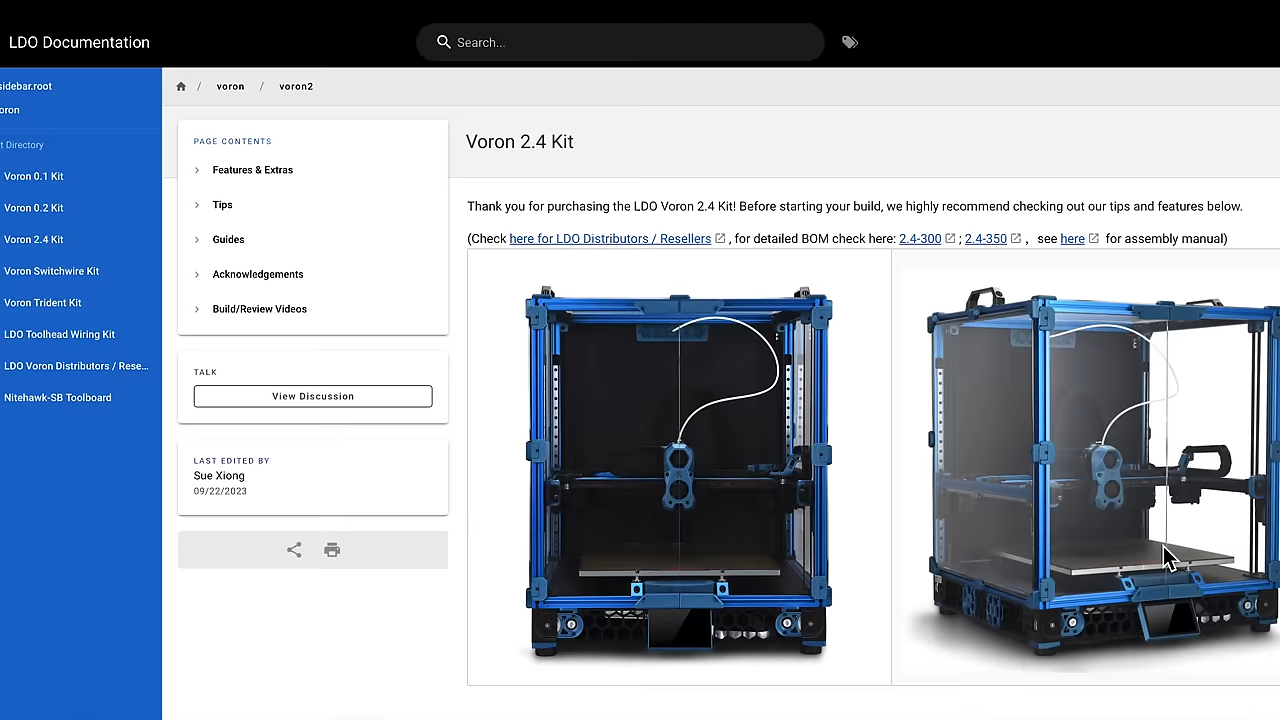 LDO Documentation
Search...
sidebar.root
oron
t Directory
Voron 0.1 Kit
Voron 0.2 Kit
Voron 2.4 Kit
Voron Switchwire Kit
Voron Trident Kit
LDO Toolhead Wiring Kit
LDO Voron Distributors / Rese…
Nitehawk-SB Toolboard
/ voron / voron2
PAGE CONTENTS
Features & Extras
Tips
Guides
Acknowledgements
Build/Review Videos
TALK
View Discussion
LAST EDITED BY
Sue Xiong
09/22/2023
Voron 2.4 Kit
Thank you for purchasing the LDO Voron 2.4 Kit! Before starting your build, we highly recommend checking out our tips and features below.
(Check here for LDO Distributors / Resellers , for detailed BOM check here: 2.4-300 ; 2.4-350 , see here for assembly manual)